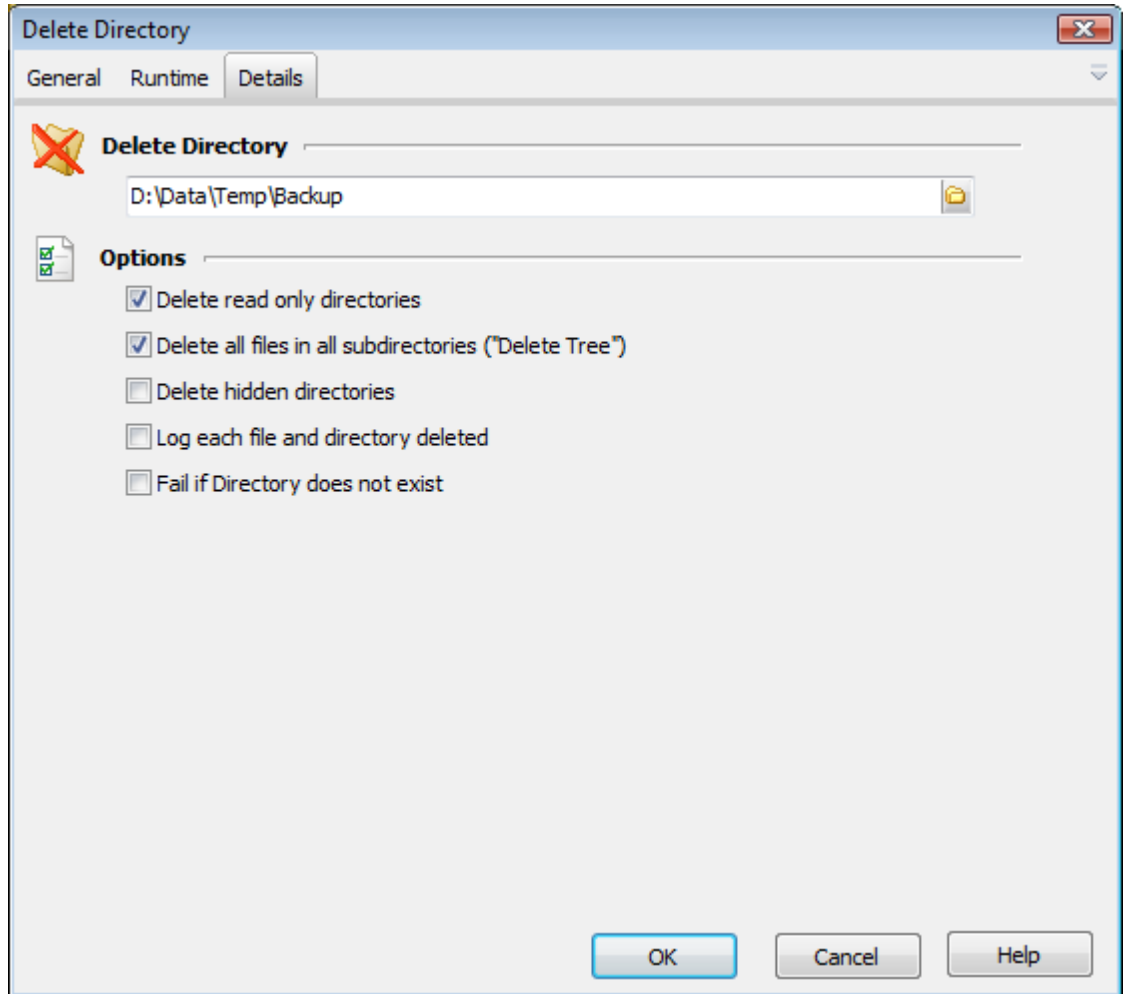 Delete Directory
General Runtime Details
Delete Directory
D:\Data\Temp\Backup
Options
Delete read only directories
Delete all files in all subdirectories ("Delete Tree")
Delete hidden directories
Log each file and directory deleted
Fail if Directory does not exist
OK Cancel Help